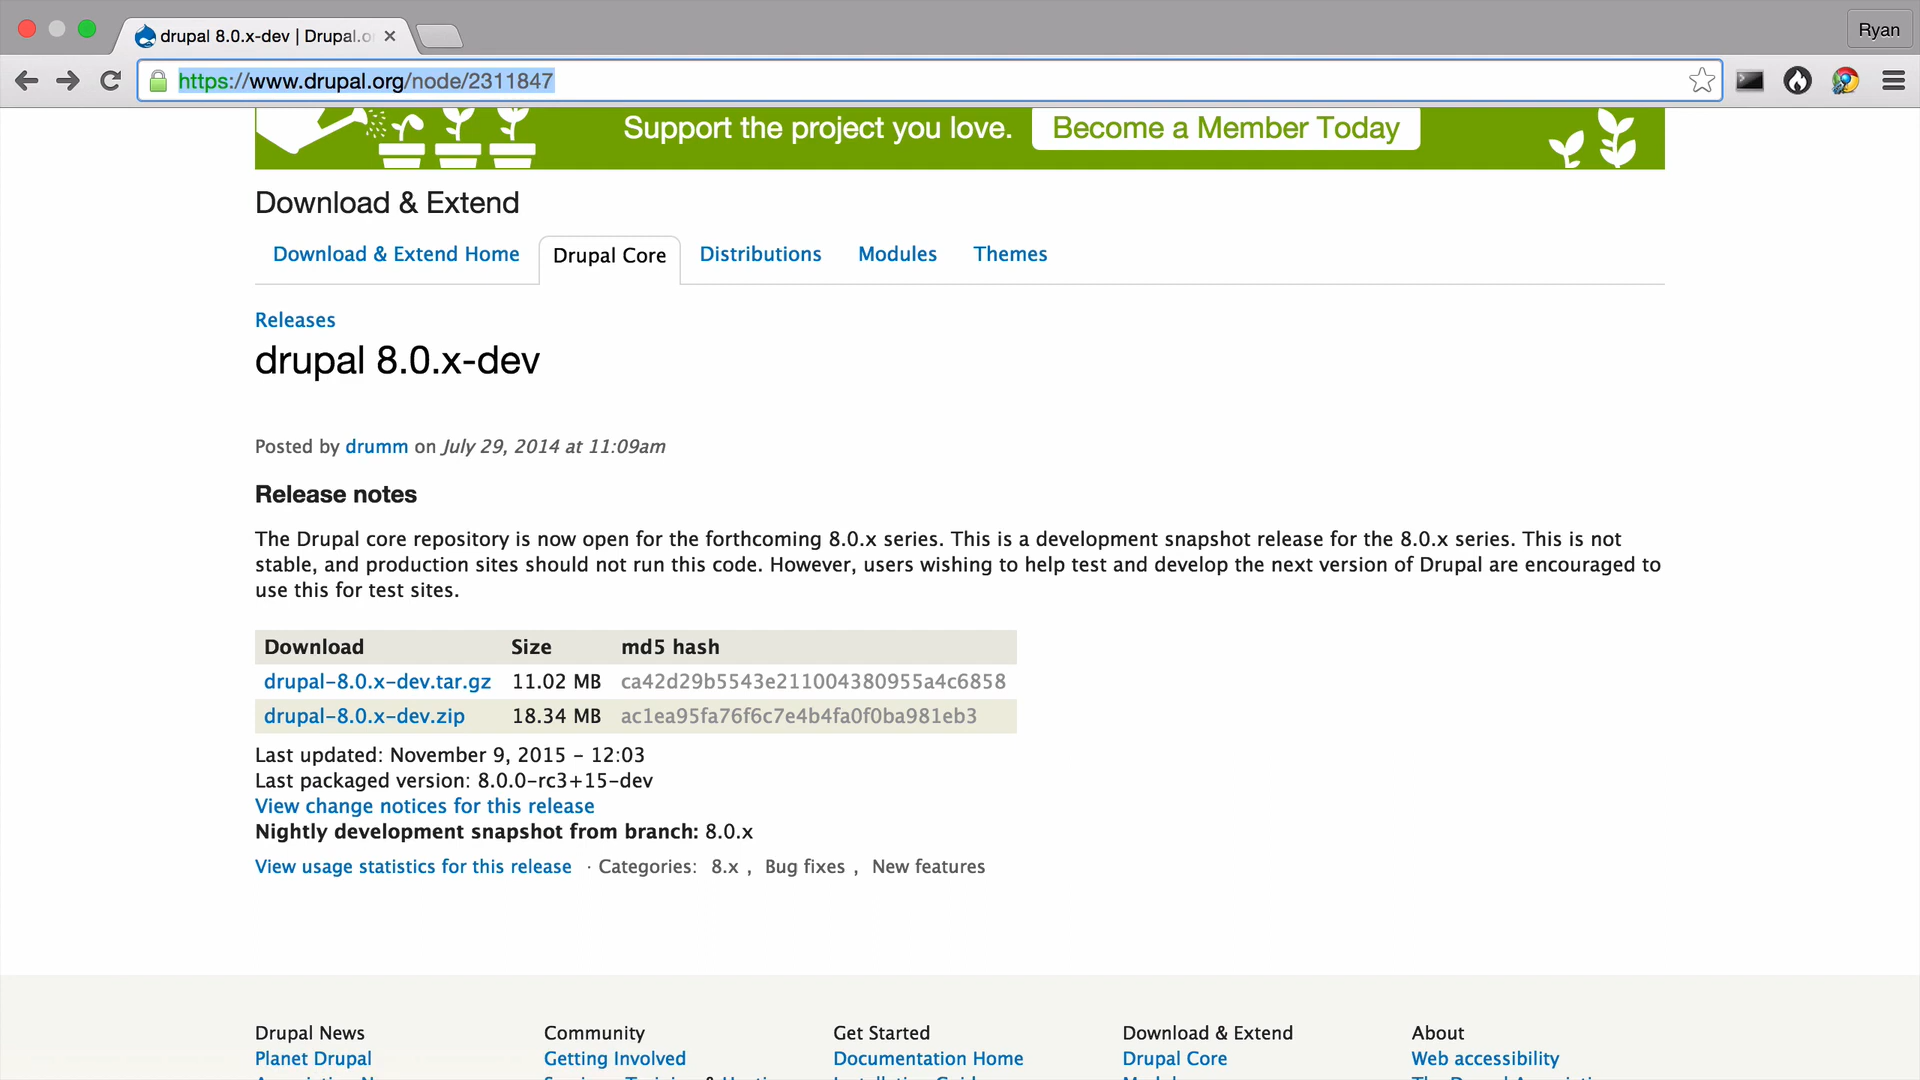 drupal 8.0.x-dev | Drupal.o
Ryan
https://www.drupal.org/node/2311847
Support the project you love.
Become a Member Today
Download & Extend
Download & Extend Home
Drupal Core
Distributions
Modules
Themes
Releases
drupal 8.0.x-dev
Posted by drumm on July 29, 2014 at 11:09am
Release notes
The Drupal core repository is now open for the forthcoming 8.0.x series. This is a development snapshot release for the 8.0.x series. This is not
stable, and production sites should not run this code. However, users wishing to help test and develop the next version of Drupal are encouraged to
use this for test sites.
Download Size md5 hash
drupal-8.0.x-dev.tar.gz 11.02 MB ca42d29b5543e211004380955a4c6858
drupal-8.0.x-dev.zip 18.34 MB ac1ea95fa76f6c7e4b4fa0f0ba981eb3
Last updated: November 9, 2015 - 12:03
Last packaged version: 8.0.0-rc3+15-dev
View change notices for this release
Nightly development snapshot from branch: 8.0.x
View usage statistics for this release · Categories: 8.x , Bug fixes , New features
Drupal News
Planet Drupal
Community
Getting Involved
Get Started
Documentation Home
Download & Extend
Drupal Core
About
Web accessibility